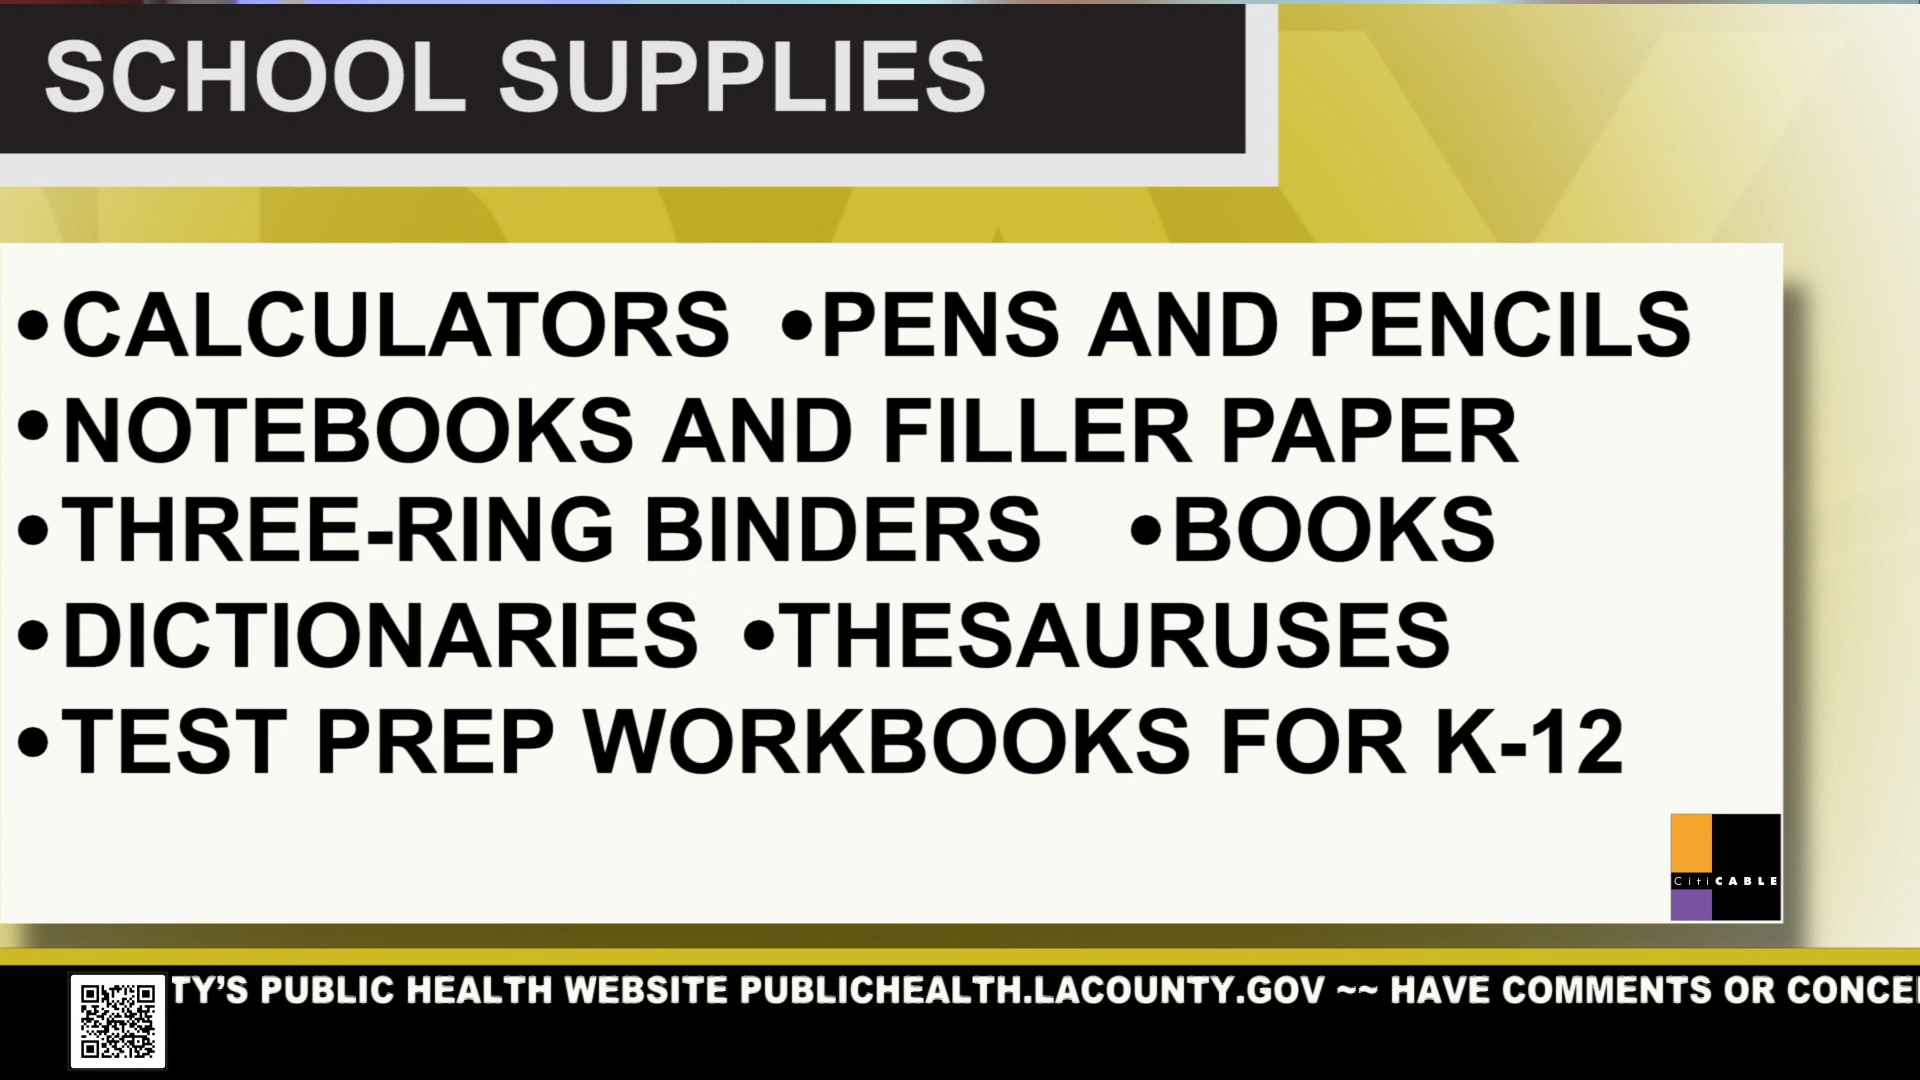 SCHOOL SUPPLIES
•CALCULATORS •PENS AND PENCILS
•NOTEBOOKS AND FILLER PAPER
•THREE-RING BINDERS •BOOKS
•DICTIONARIES •THESAURUSES
•TEST PREP WORKBOOKS FOR K-12
CitiCABLE
TY'S PUBLIC HEALTH WEBSITE PUBLICHEALTH.LACOUNTY.GOV ~~ HAVE COMMENTS OR